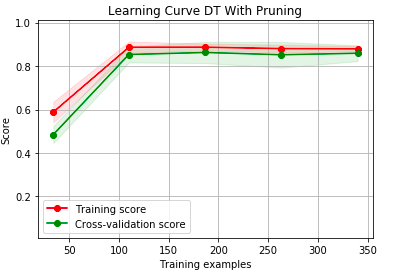 Learning Curve DT With Pruning
1.0
0.8
0.6
0.4
0.2
Score
Training score
Cross-validation score
50 100 150 200 250 300 350
Training examples